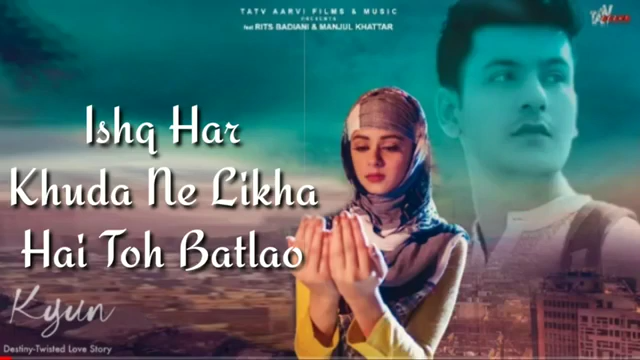 TATV AARVI FILMS & MUSIC
PRESENTS
feat RITS BADIANI & MANJUL KHATTAR
Ishq Har
Khuda Ne Likha
Hai Toh Batlao
Kyun
Destiny-Twisted Love Story